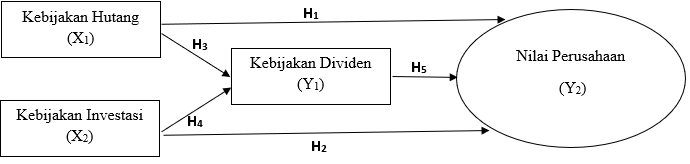 Kebijakan Hutang
(X₁)
H₁
H₃
Kebijakan Dividen
(Y₁)
H₅
Nilai Perusahaan
(Y₂)
Kebijakan Investasi
(X₂)
H₄
H₂